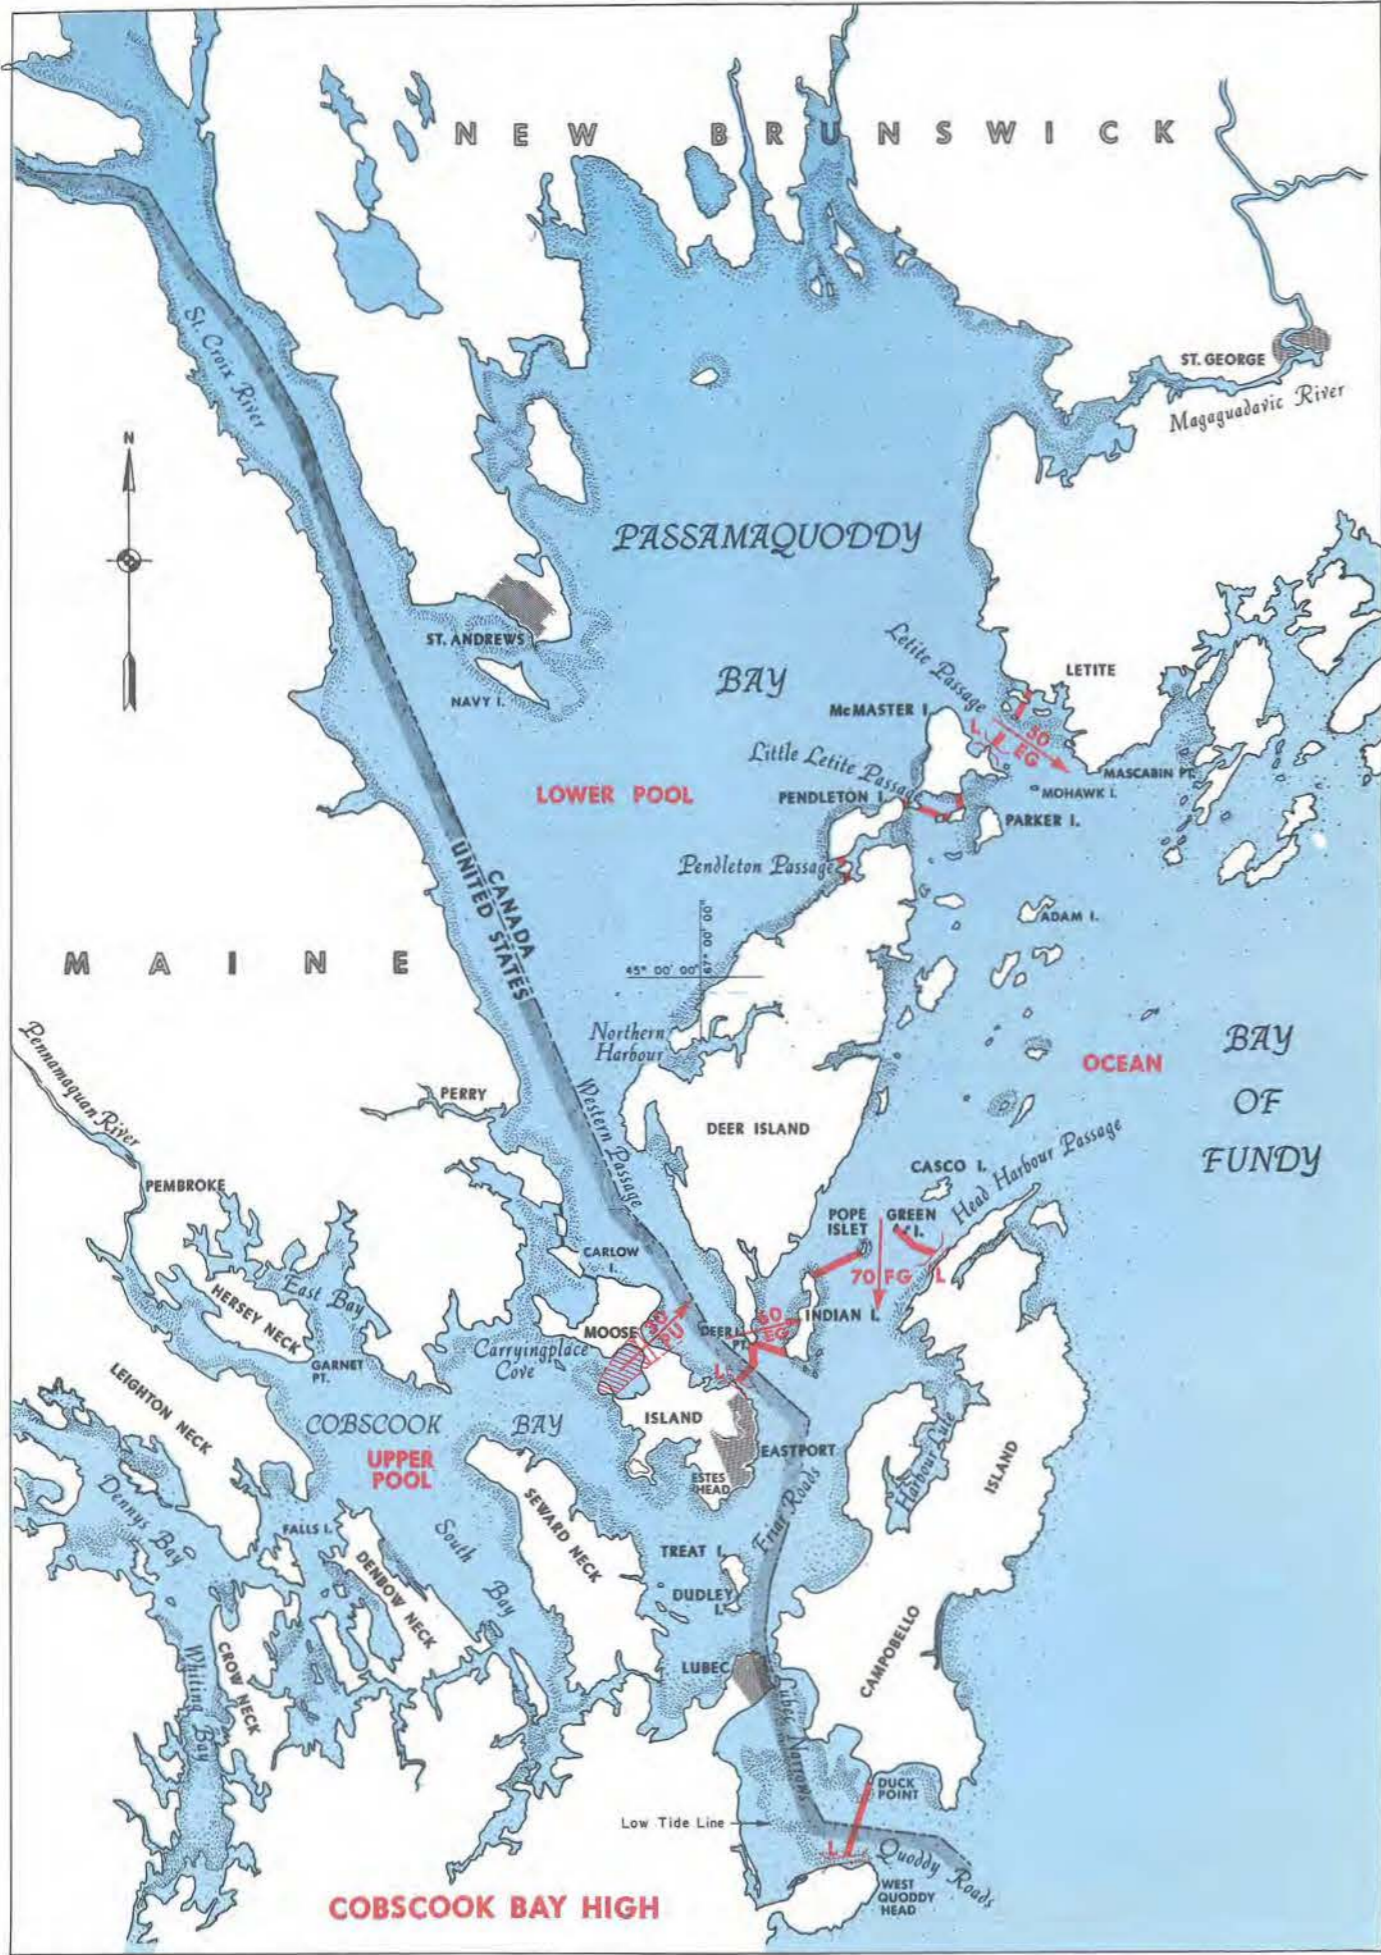 NEW BRUNSWICK
ST. GEORGE
Magaguadavic River
St. Croix River
N
PASSAMAQUODDY
BAY
ST. ANDREWS
NAVY I.
Letite Passage
LETITE
McMASTER I.
L
30
EG
Little Letite Passage
MASCABIN PT.
MOHAWK I.
PENDLETON I.
PARKER I.
LOWER POOL
Pendleton Passage
CANADA
UNITED STATES
ADAM I.
45° 00' 00"
67° 00' 00"
MAINE
Northern
Harbour
BAY
OF
FUNDY
OCEAN
Pennamaquan River
PERRY
Western Passage
DEER ISLAND
Head Harbour Passage
CASCO I.
PEMBROKE
POPE
ISLET
GREEN
I.
70 FG
L
CARLOW
I.
East Bay
HERSEY NECK
INDIAN I.
MOOSE
30
PU
DEER I.
PT.
60
EG
L
Carryingplace
Cove
GARNET
PT.
LEIGHTON NECK
COBSCOOK BAY
ISLAND
UPPER
POOL
EASTPORT
ESTES
HEAD
Harbour Lule
ISLAND
Friar Roads
Dennys Bay
FALLS I.
South Bay
SEWARD NECK
DENBOW NECK
TREAT I.
DUDLEY
I.
CAMPOBELLO
Whiting Bay
CROW NECK
LUBEC
Lubec Narrows
DUCK
POINT
Low Tide Line
L
Quoddy Roads
WEST
QUODDY
HEAD
COBSCOOK BAY HIGH